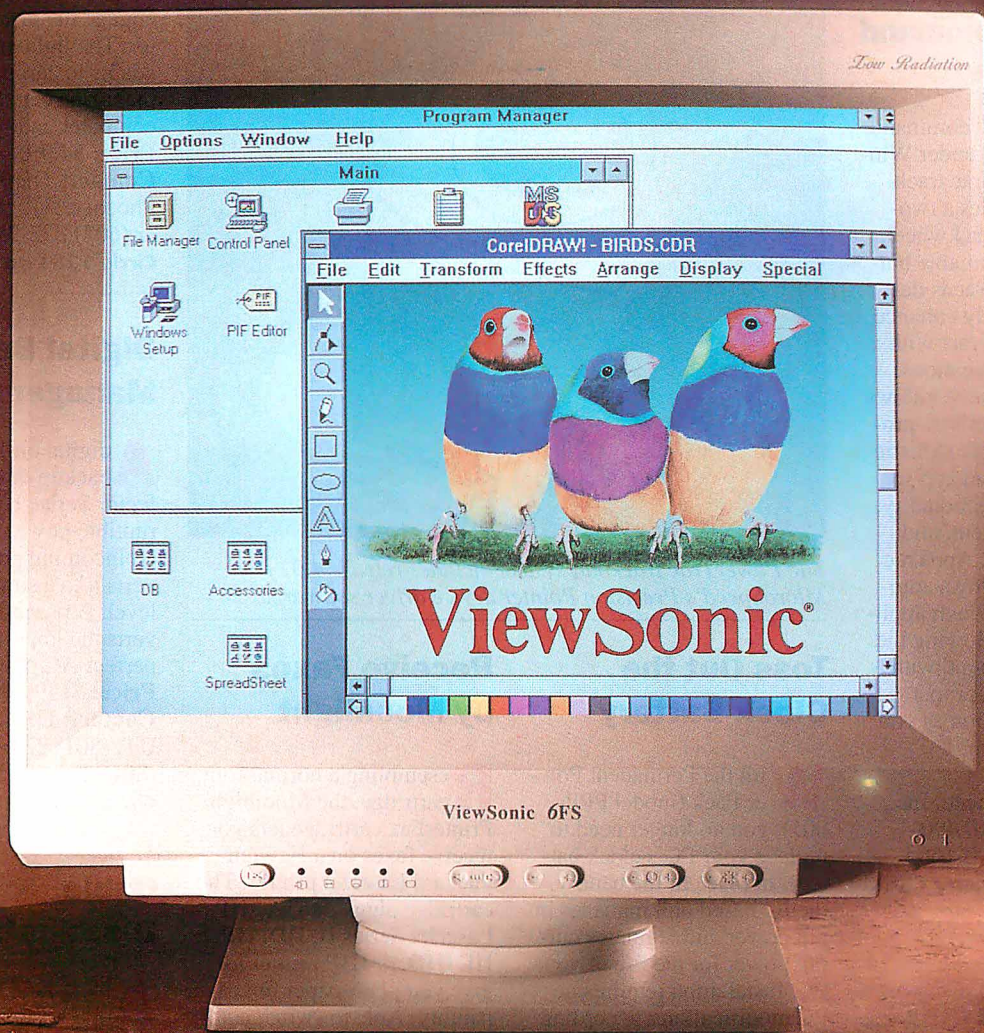 Low Radiation
Program Manager
File Options Window Help
Main
MS
DOS
File Manager Control Panel
CorelDRAW! - BIRDS.CDR
File Edit Transform Effects Arrange Display Special
PIF
Windows
Setup
PIF Editor
A
DB Accessories
ViewSonic®
SpreadSheet
ViewSonic 6FS